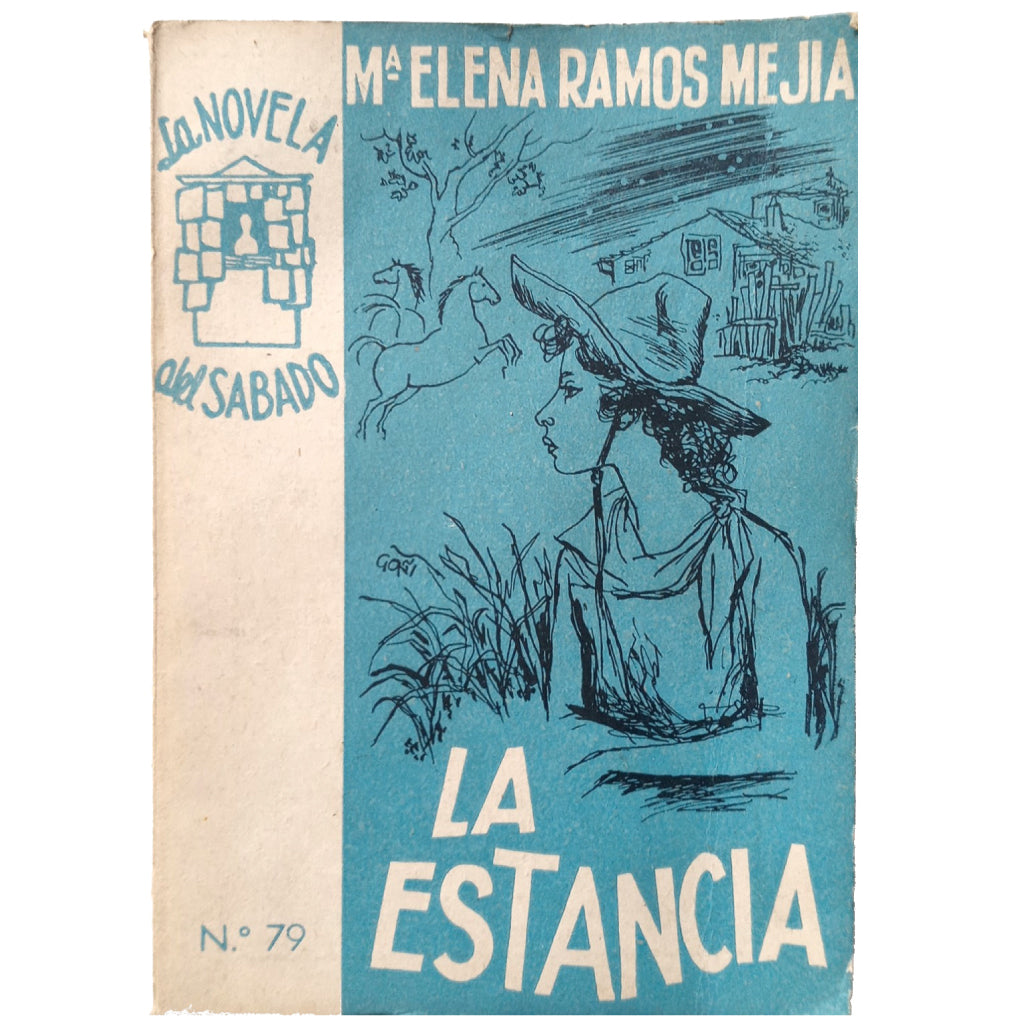 Mª ELENA RAMOS MEJIA
La NOVELA
del SABADO
LA
ESTANCIA
N.º 79